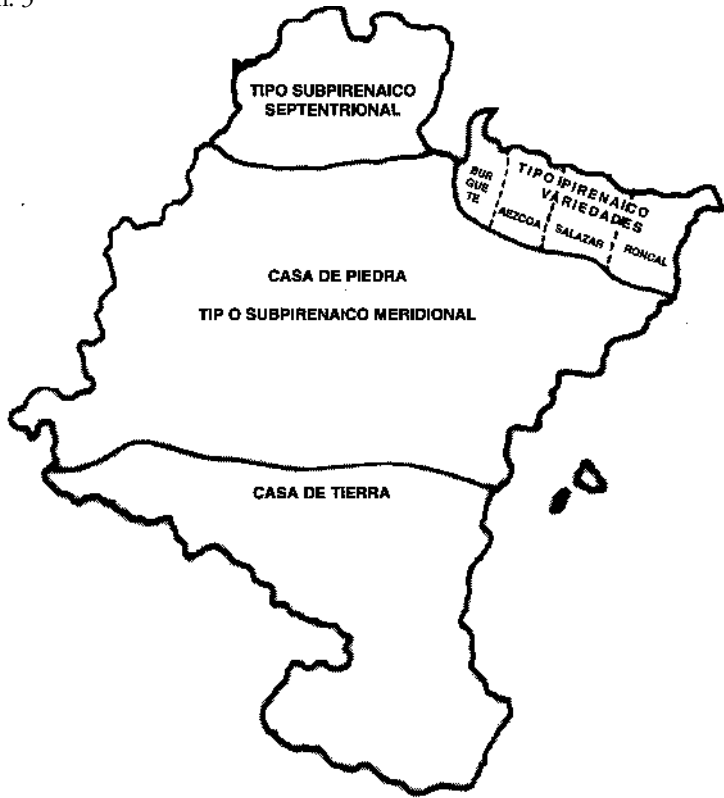 TIPO SUBPIRENAICO
SEPTENTRIONAL
TIPO IPIRENAICO
VARIEDADES
BUR
GUE
TE
AEZCOA
SALAZAR
RONCAL
CASA DE PIEDRA
TIP O SUBPIRENAICO MERIDIONAL
CASA DE TIERRA